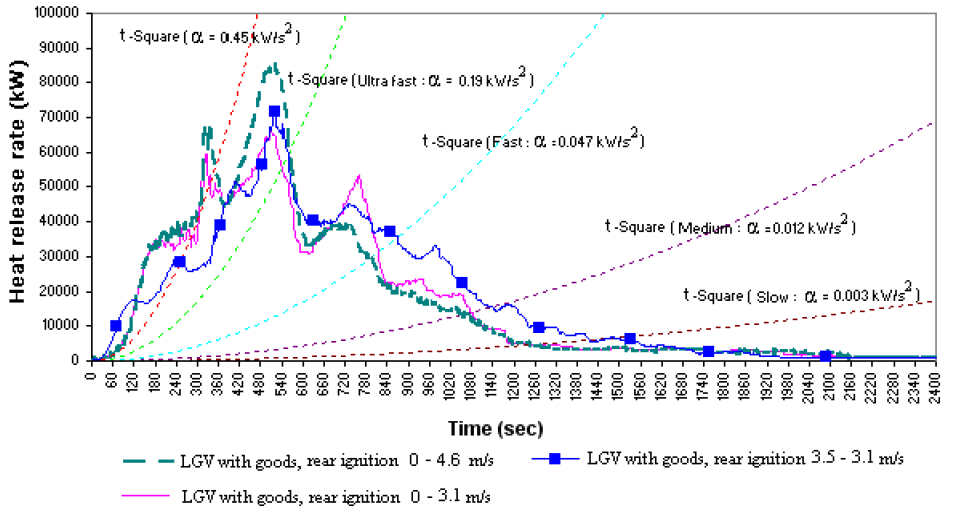 100000
90000
80000
70000
60000
50000
40000
30000
20000
10000
0
Heat release rate (kW)
t-Square ( α = 0.45 kW/s²)
t-Square (Ultra fast : α = 0.19 kW/s²)
t-Square (Fast : α =0.047 kW/s²)
t-Square ( Medium : α =0.012 kW/s²)
t-Square ( Slow : α = 0.003 kW/s²)
0 60 120 180 240 300 360 420 480 540 600 660 720 780 840 900 960 1020 1080 1140 1200 1260 1320 1380 1440 1500 1560 1620 1680 1740 1800 1860 1920 1980 2040 2100 2160 2220 2280 2340 2400
Time (sec)
LGV with goods, rear ignition 0 - 4.6 m/s
LGV with goods, rear ignition 3.5 - 3.1 m/s
LGV with goods, rear ignition 0 - 3.1 m/s